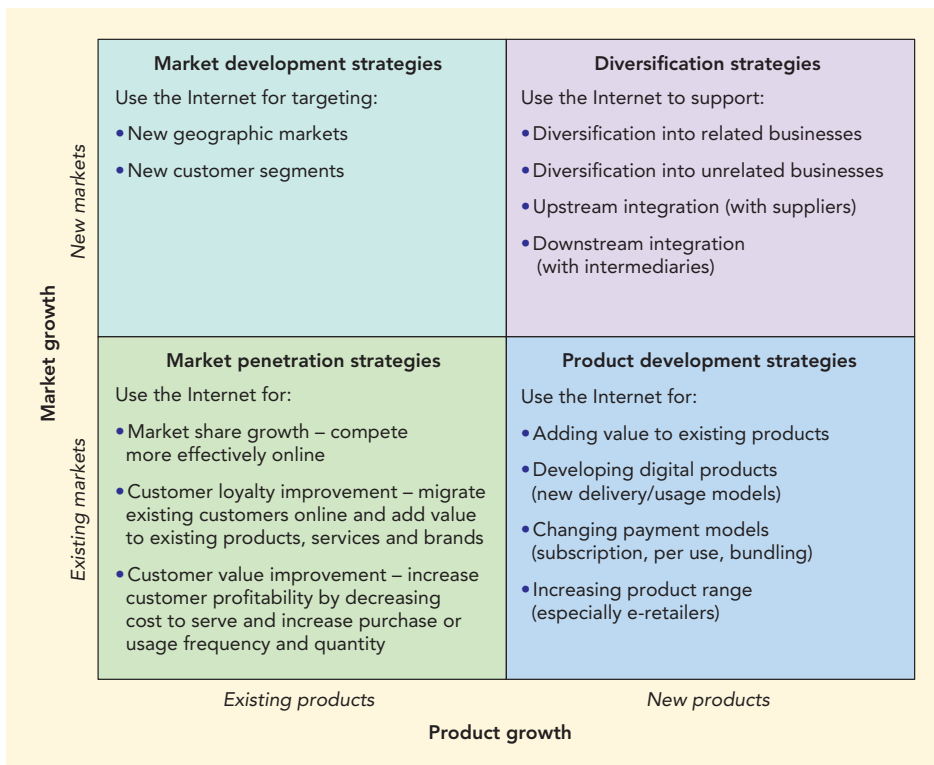 Market development strategies
Use the Internet for targeting:
• New geographic markets
• New customer segments
Diversification strategies
Use the Internet to support:
• Diversification into related businesses
• Diversification into unrelated businesses
• Upstream integration (with suppliers)
• Downstream integration
(with intermediaries)
New markets
Market growth
Existing markets
Market penetration strategies
Use the Internet for:
• Market share growth – compete
more effectively online
• Customer loyalty improvement – migrate
existing customers online and add value
to existing products, services and brands
• Customer value improvement – increase
customer profitability by decreasing
cost to serve and increase purchase or
usage frequency and quantity
Product development strategies
Use the Internet for:
• Adding value to existing products
• Developing digital products
(new delivery/usage models)
• Changing payment models
(subscription, per use, bundling)
• Increasing product range
(especially e-retailers)
Existing products
New products
Product growth